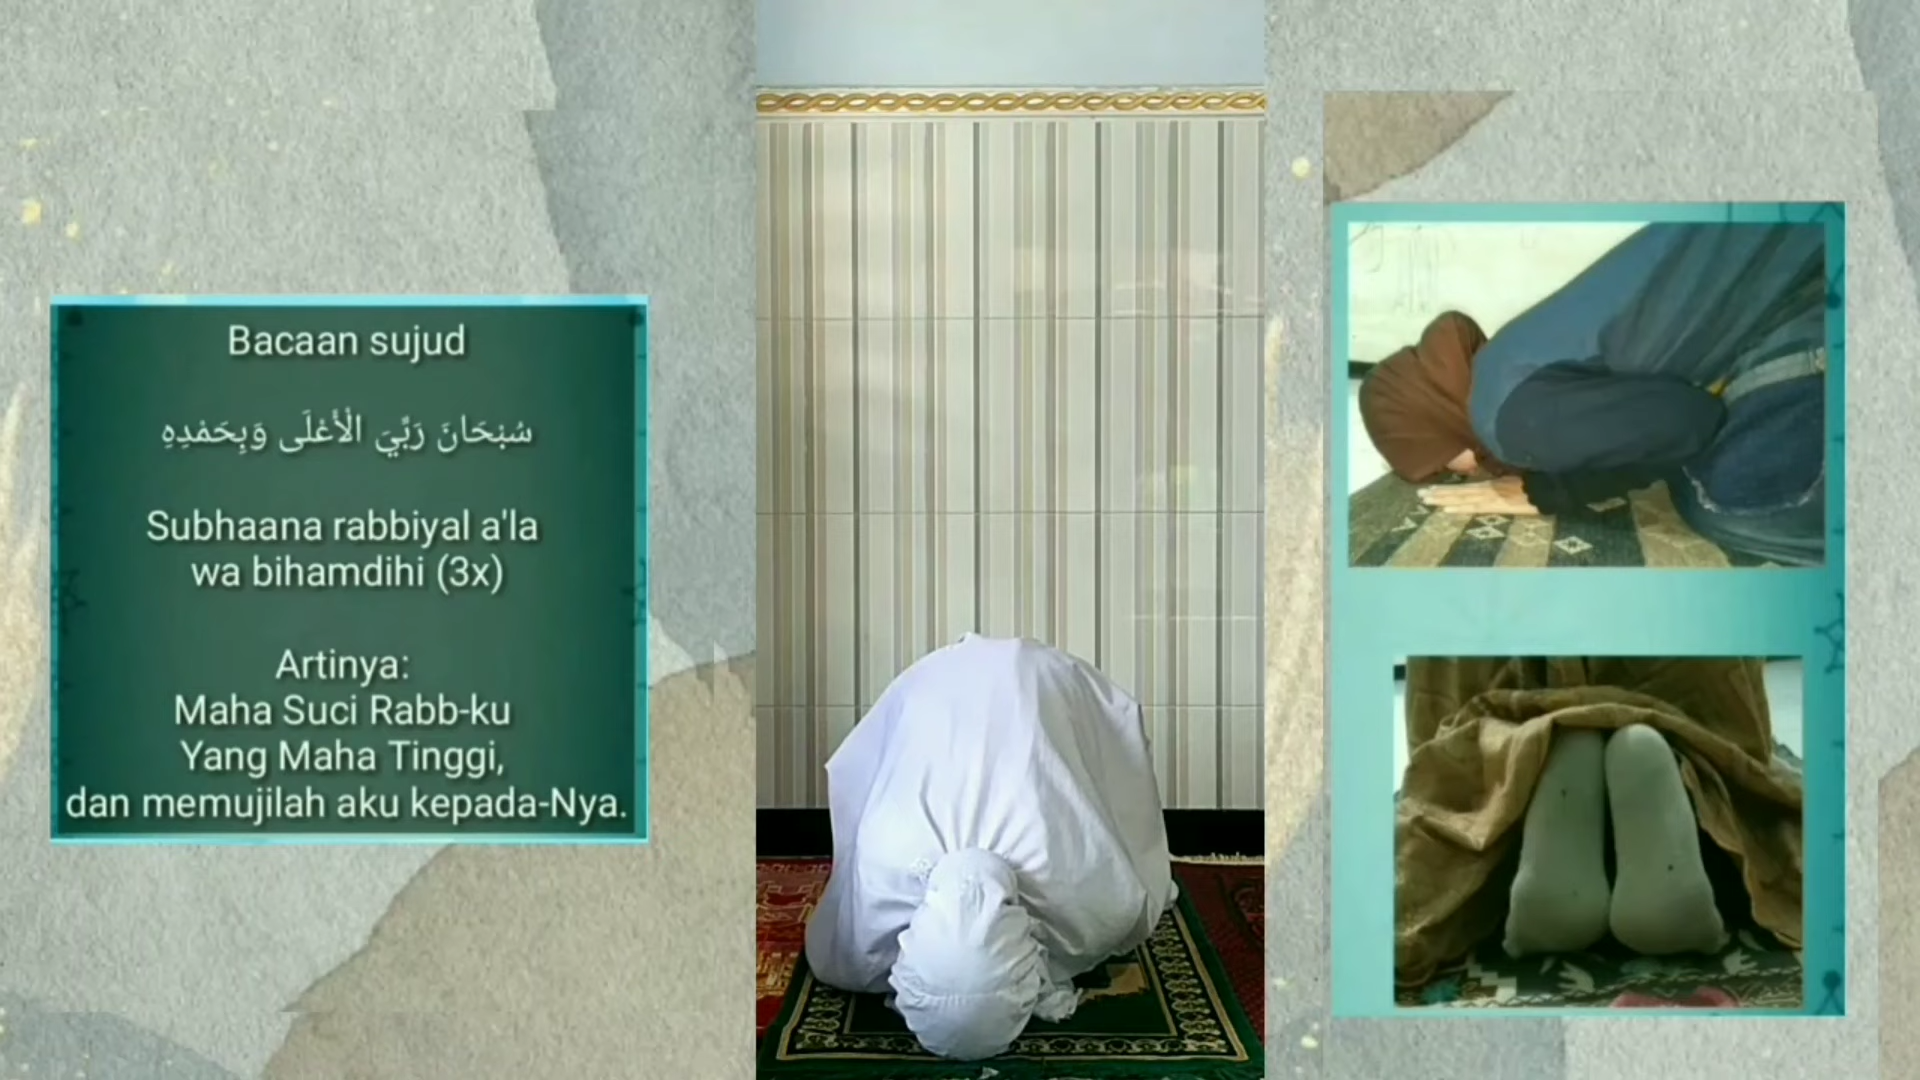 Bacaan sujud
سُبْحَانَ رَبِّيَ الْأَعْلَى وَبِحَمْدِهِ
Subhaana rabbiyal a'la
wa bihamdihi (3x)
Artinya:
Maha Suci Rabb-ku
Yang Maha Tinggi,
dan memujilah aku kepada-Nya.